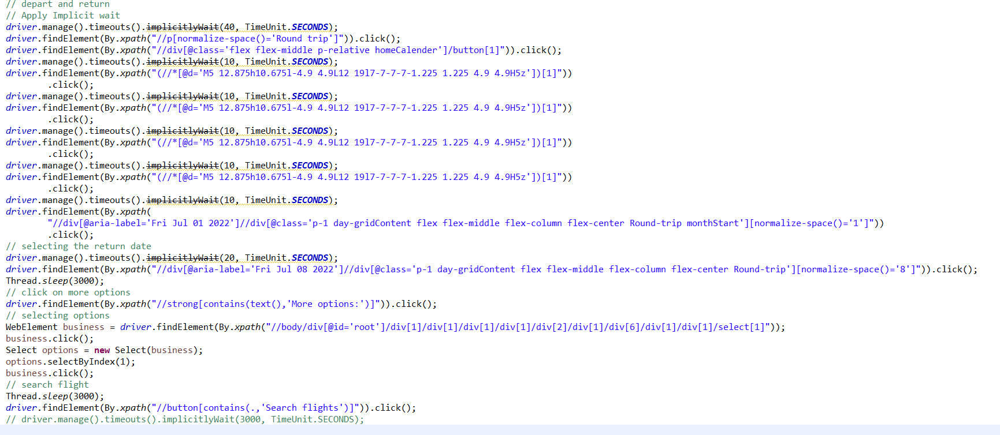 // depart and return
// Apply Implicit wait
driver.manage().timeouts().implicitlyWait(40, TimeUnit.SECONDS);
driver.findElement(By.xpath("//p[normalize-space()='Round trip']")).click();
driver.findElement(By.xpath("//div[@class='flex flex-middle p-relative homeCalender']/button[1]")).click();
driver.manage().timeouts().implicitlyWait(10, TimeUnit.SECONDS);
driver.findElement(By.xpath("(//*[@d='M5 12.875h10.675l-4.9 4.9L12 19l7-7-7-7-1.225 1.225 4.9 4.9H5z'])[1]"))
.click();
driver.manage().timeouts().implicitlyWait(10, TimeUnit.SECONDS);
driver.findElement(By.xpath("(//*[@d='M5 12.875h10.675l-4.9 4.9L12 19l7-7-7-7-1.225 1.225 4.9 4.9H5z'])[1]"))
.click();
driver.manage().timeouts().implicitlyWait(10, TimeUnit.SECONDS);
driver.findElement(By.xpath("(//*[@d='M5 12.875h10.675l-4.9 4.9L12 19l7-7-7-7-1.225 1.225 4.9 4.9H5z'])[1]"))
.click();
driver.manage().timeouts().implicitlyWait(10, TimeUnit.SECONDS);
driver.findElement(By.xpath("(//*[@d='M5 12.875h10.675l-4.9 4.9L12 19l7-7-7-7-1.225 1.225 4.9 4.9H5z'])[1]"))
.click();
driver.manage().timeouts().implicitlyWait(10, TimeUnit.SECONDS);
driver.findElement(By.xpath(
"//div[@aria-label='Fri Jul 01 2022']//div[@class='p-1 day-gridContent flex flex-middle flex-column flex-center Round-trip monthStart'][normalize-space()='1']"))
.click();
// selecting the return date
driver.manage().timeouts().implicitlyWait(20, TimeUnit.SECONDS);
driver.findElement(By.xpath("//div[@aria-label='Fri Jul 08 2022']//div[@class='p-1 day-gridContent flex flex-middle flex-column flex-center Round-trip'][normalize-space()='8']")).click();
Thread.sleep(3000);
// click on more options
driver.findElement(By.xpath("//strong[contains(text(),'More options:')]")).click();
// selecting options
WebElement business = driver.findElement(By.xpath("//body/div[@id='root']/div[1]/div[1]/div[1]/div[1]/div[2]/div[1]/div[6]/div[1]/div[1]/select[1]"));
business.click();
Select options = new Select(business);
options.selectByIndex(1);
business.click();
// search flight
Thread.sleep(3000);
driver.findElement(By.xpath("//button[contains(.,'Search flights')]")).click();
// driver.manage().timeouts().implicitlyWait(3000, TimeUnit.SECONDS);